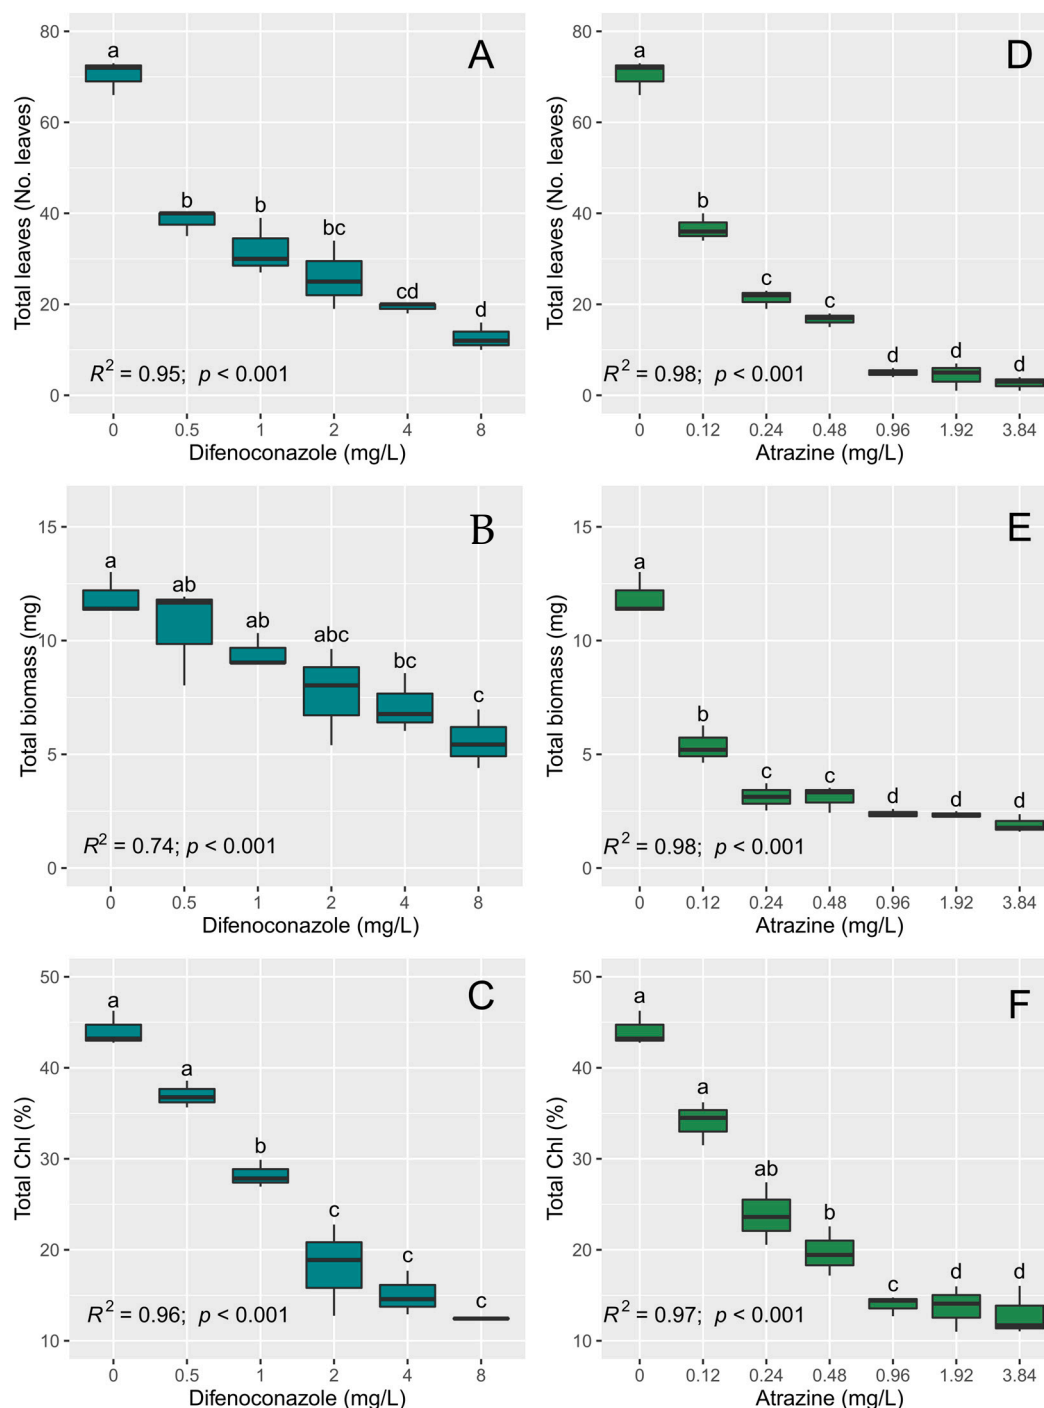 A
Total leaves (No. leaves)
80
60
40
20
0
a
b
b
bc
cd
d
R² = 0.95; p < 0.001
0 0.5 1 2 4 8
Difenoconazole (mg/L)
D
Total leaves (No. leaves)
80
60
40
20
0
a
b
c
c
d
d
d
R² = 0.98; p < 0.001
0 0.12 0.24 0.48 0.96 1.92 3.84
Atrazine (mg/L)
B
Total biomass (mg)
15
10
5
0
a
ab
ab
abc
bc
c
R² = 0.74; p < 0.001
0 0.5 1 2 4 8
Difenoconazole (mg/L)
E
Total biomass (mg)
15
10
5
0
a
b
c
c
d
d
d
R² = 0.98; p < 0.001
0 0.12 0.24 0.48 0.96 1.92 3.84
Atrazine (mg/L)
C
Total Chl (%)
50
40
30
20
10
a
a
b
c
c
c
R² = 0.96; p < 0.001
0 0.5 1 2 4 8
Difenoconazole (mg/L)
F
Total Chl (%)
50
40
30
20
10
a
a
ab
b
c
d
d
R² = 0.97; p < 0.001
0 0.12 0.24 0.48 0.96 1.92 3.84
Atrazine (mg/L)